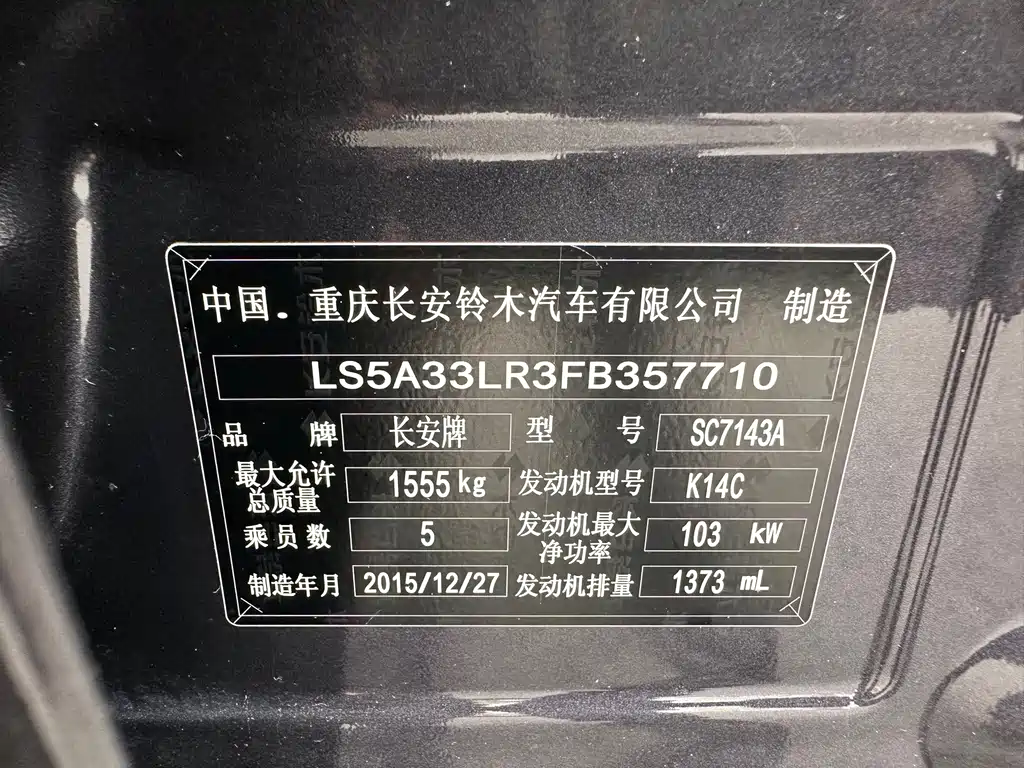 中国.重庆长安铃木汽车有限公司 制造
LS5A33LR3FB357710
品 牌 长安牌 型 号 SC7143A
最大允许总质量 1555 kg 发动机型号 K14C
乘员数 5 发动机最大净功率 103 kW
制造年月 2015/12/27 发动机排量 1373 mL